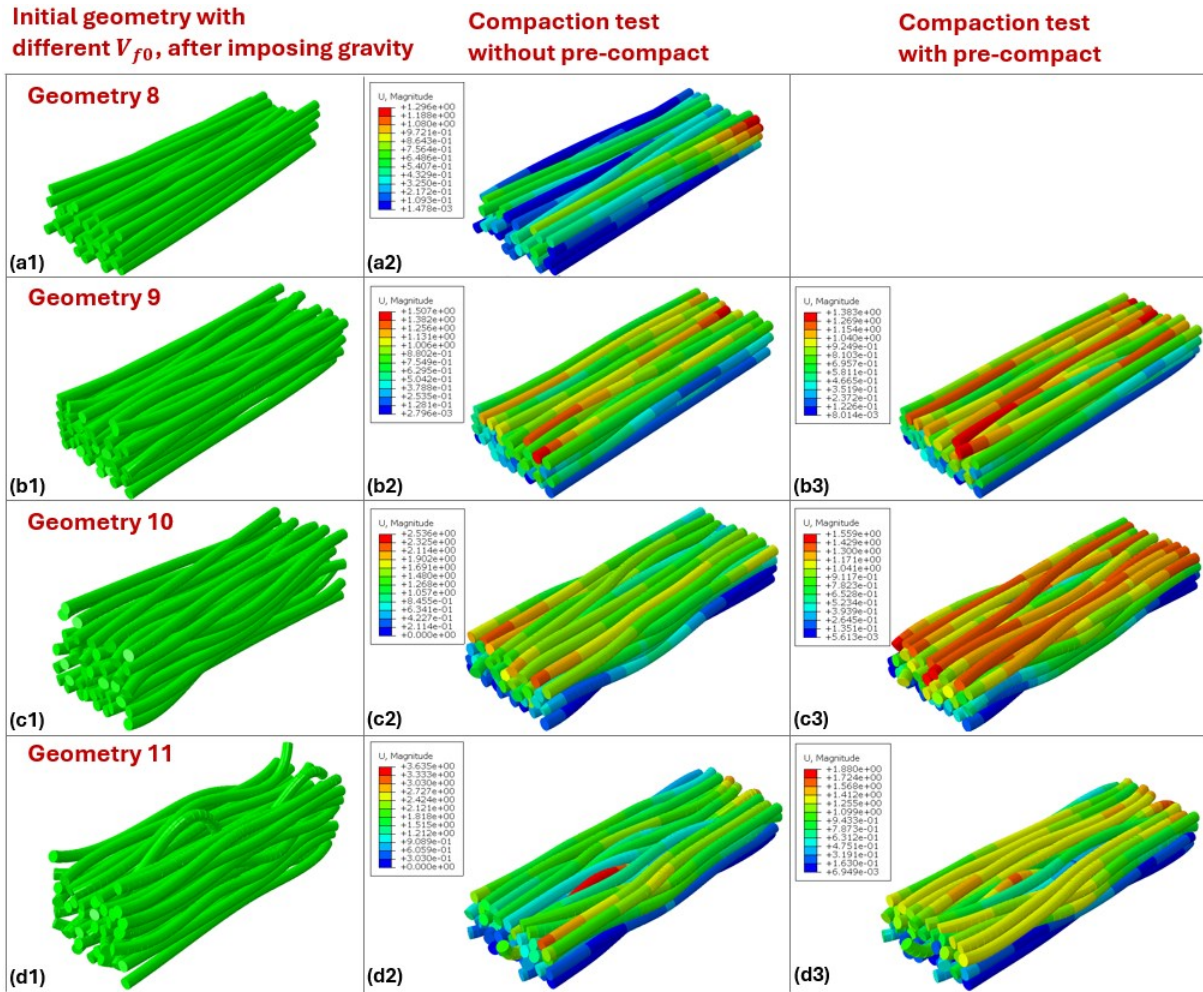 Initial geometry with
different V_f0, after imposing gravity
Compaction test
without pre-compact
Compaction test
with pre-compact
Geometry 8
(a1)
U, Magnitude
+1.296e+00
+1.188e+00
+1.080e+00
+9.721e-01
+8.643e-01
+7.564e-01
+6.486e-01
+5.407e-01
+4.329e-01
+3.250e-01
+2.172e-01
+1.093e-01
+1.478e-03
(a2)
Geometry 9
(b1)
U, Magnitude
+1.507e+00
+1.382e+00
+1.256e+00
+1.131e+00
+1.006e+00
+8.802e-01
+7.549e-01
+6.295e-01
+5.042e-01
+3.788e-01
+2.535e-01
+1.281e-01
+2.796e-03
(b2)
U, Magnitude
+1.383e+00
+1.269e+00
+1.154e+00
+1.040e+00
+9.249e-01
+8.103e-01
+6.957e-01
+5.811e-01
+4.665e-01
+3.519e-01
+2.372e-01
+1.226e-01
+8.014e-03
(b3)
Geometry 10
(c1)
U, Magnitude
+2.536e+00
+2.325e+00
+2.114e+00
+1.902e+00
+1.691e+00
+1.480e+00
+1.268e+00
+1.057e+00
+8.455e-01
+6.341e-01
+4.227e-01
+2.114e-01
+0.000e+00
(c2)
U, Magnitude
+1.559e+00
+1.429e+00
+1.300e+00
+1.171e+00
+1.041e+00
+9.117e-01
+7.823e-01
+6.528e-01
+5.234e-01
+3.939e-01
+2.645e-01
+1.351e-01
+5.613e-03
(c3)
Geometry 11
(d1)
U, Magnitude
+3.635e+00
+3.333e+00
+3.030e+00
+2.727e+00
+2.424e+00
+2.121e+00
+1.818e+00
+1.515e+00
+1.212e+00
+9.089e-01
+6.059e-01
+3.030e-01
+0.000e+00
(d2)
U, Magnitude
+1.880e+00
+1.724e+00
+1.568e+00
+1.412e+00
+1.255e+00
+1.099e+00
+9.433e-01
+7.873e-01
+6.312e-01
+4.751e-01
+3.191e-01
+1.630e-01
+6.949e-03
(d3)